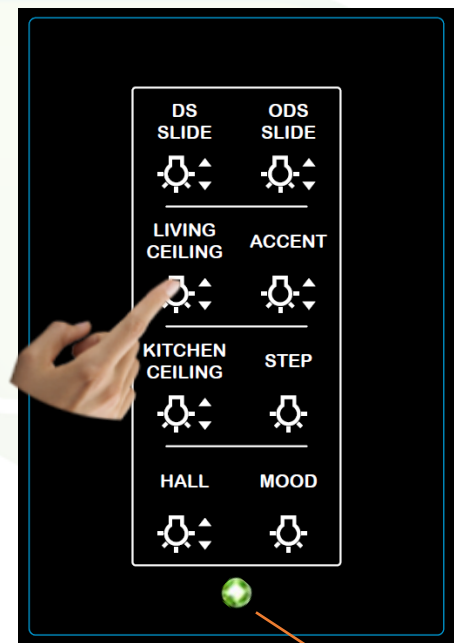 DS
SLIDE
ODS
SLIDE
LIVING
CEILING
ACCENT
KITCHEN
CEILING
STEP
HALL
MOOD